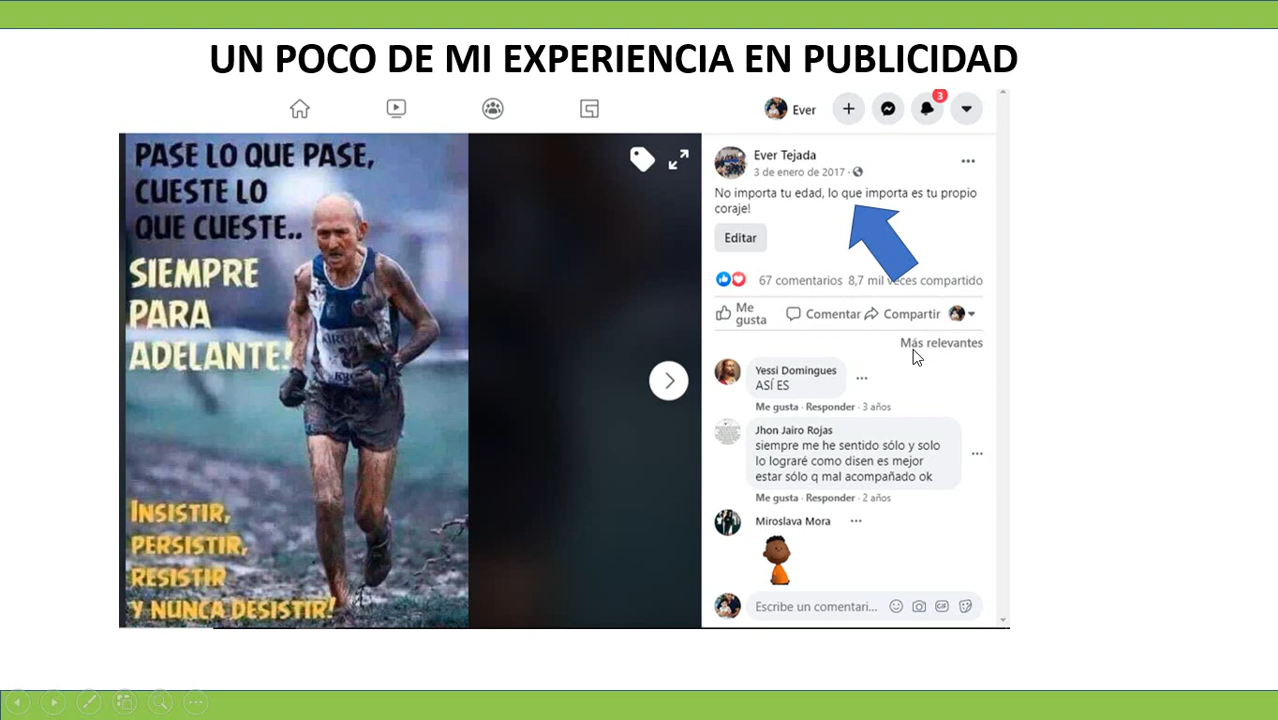 UN POCO DE MI EXPERIENCIA EN PUBLICIDAD
Ever
3
PASE LO QUE PASE,
CUESTE LO
QUE CUESTE..
SIEMPRE
PARA
ADELANTE!
INSISTIR,
PERSISTIR,
RESISTIR
Y NUNCA DESISTIR!
Ever Tejada
3 de enero de 2017
No importa tu edad, lo que importa es tu propio
coraje!
Editar
67 comentarios 8,7 mil veces compartido
Me
gusta
Comentar
Compartir
Más relevantes
Yessi Domingues
ASÍ ES
Me gusta · Responder · 3 años
Jhon Jairo Rojas
siempre me he sentido sólo y solo
lo lograré como disen es mejor
estar sólo q mal acompañado ok
Me gusta · Responder · 2 años
Miroslava Mora
Escribe un comentari...
GIF